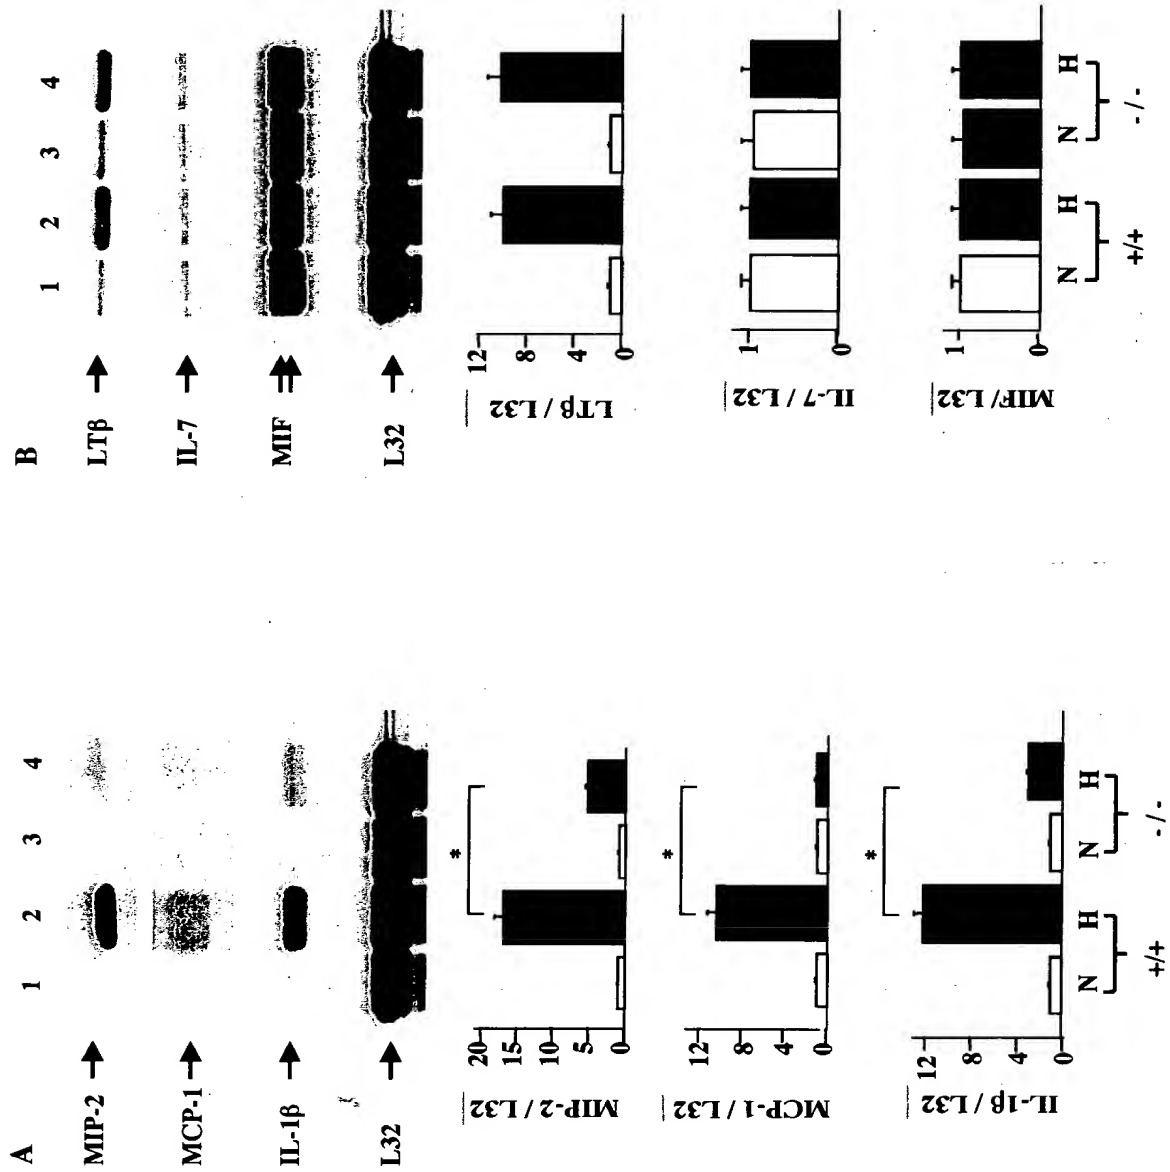 A
1 2 3 4
MIP-2
MCP-1
IL-1β
L32
20
15
10
5
0
MIP-2 / L32
*
12
8
4
0
MCP-1 / L32
*
12
8
4
0
IL-1β / L32
*
N H N H
+/+ -/-
B
1 2 3 4
LTβ
IL-7
MIF
L32
12
8
4
0
LTβ / L32
1
0
IL-7 / L32
1
0
MIF/ L32
N H N H
+/+ -/-